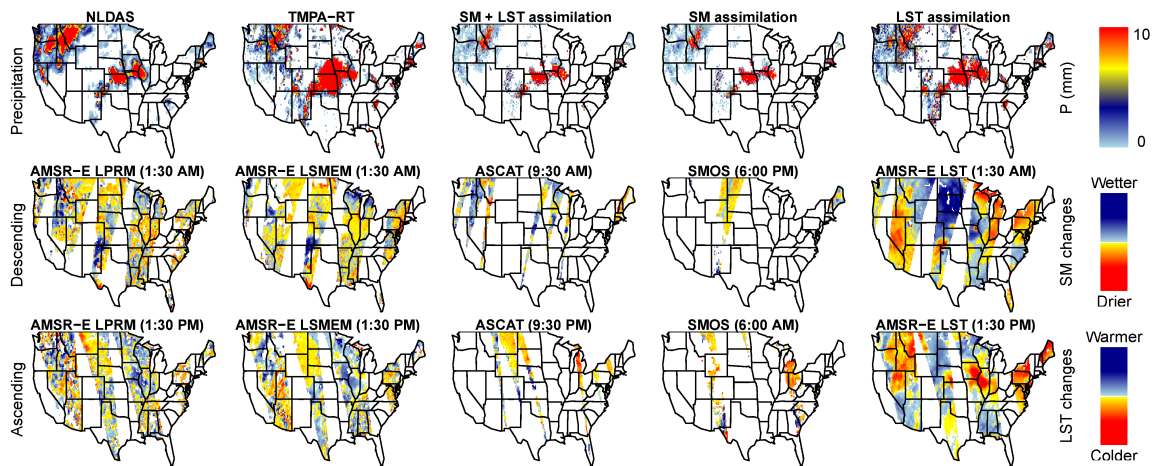 NLDAS
TMPA−RT
SM + LST assimilation
SM assimilation
LST assimilation
Precipitation
10
P (mm)
0
AMSR−E LPRM (1:30 AM)
AMSR−E LSMEM (1:30 AM)
ASCAT (9:30 AM)
SMOS (6:00 PM)
AMSR−E LST (1:30 AM)
Descending
Wetter
SM changes
Drier
AMSR−E LPRM (1:30 PM)
AMSR−E LSMEM (1:30 PM)
ASCAT (9:30 PM)
SMOS (6:00 AM)
AMSR−E LST (1:30 PM)
Ascending
Warmer
LST changes
Colder